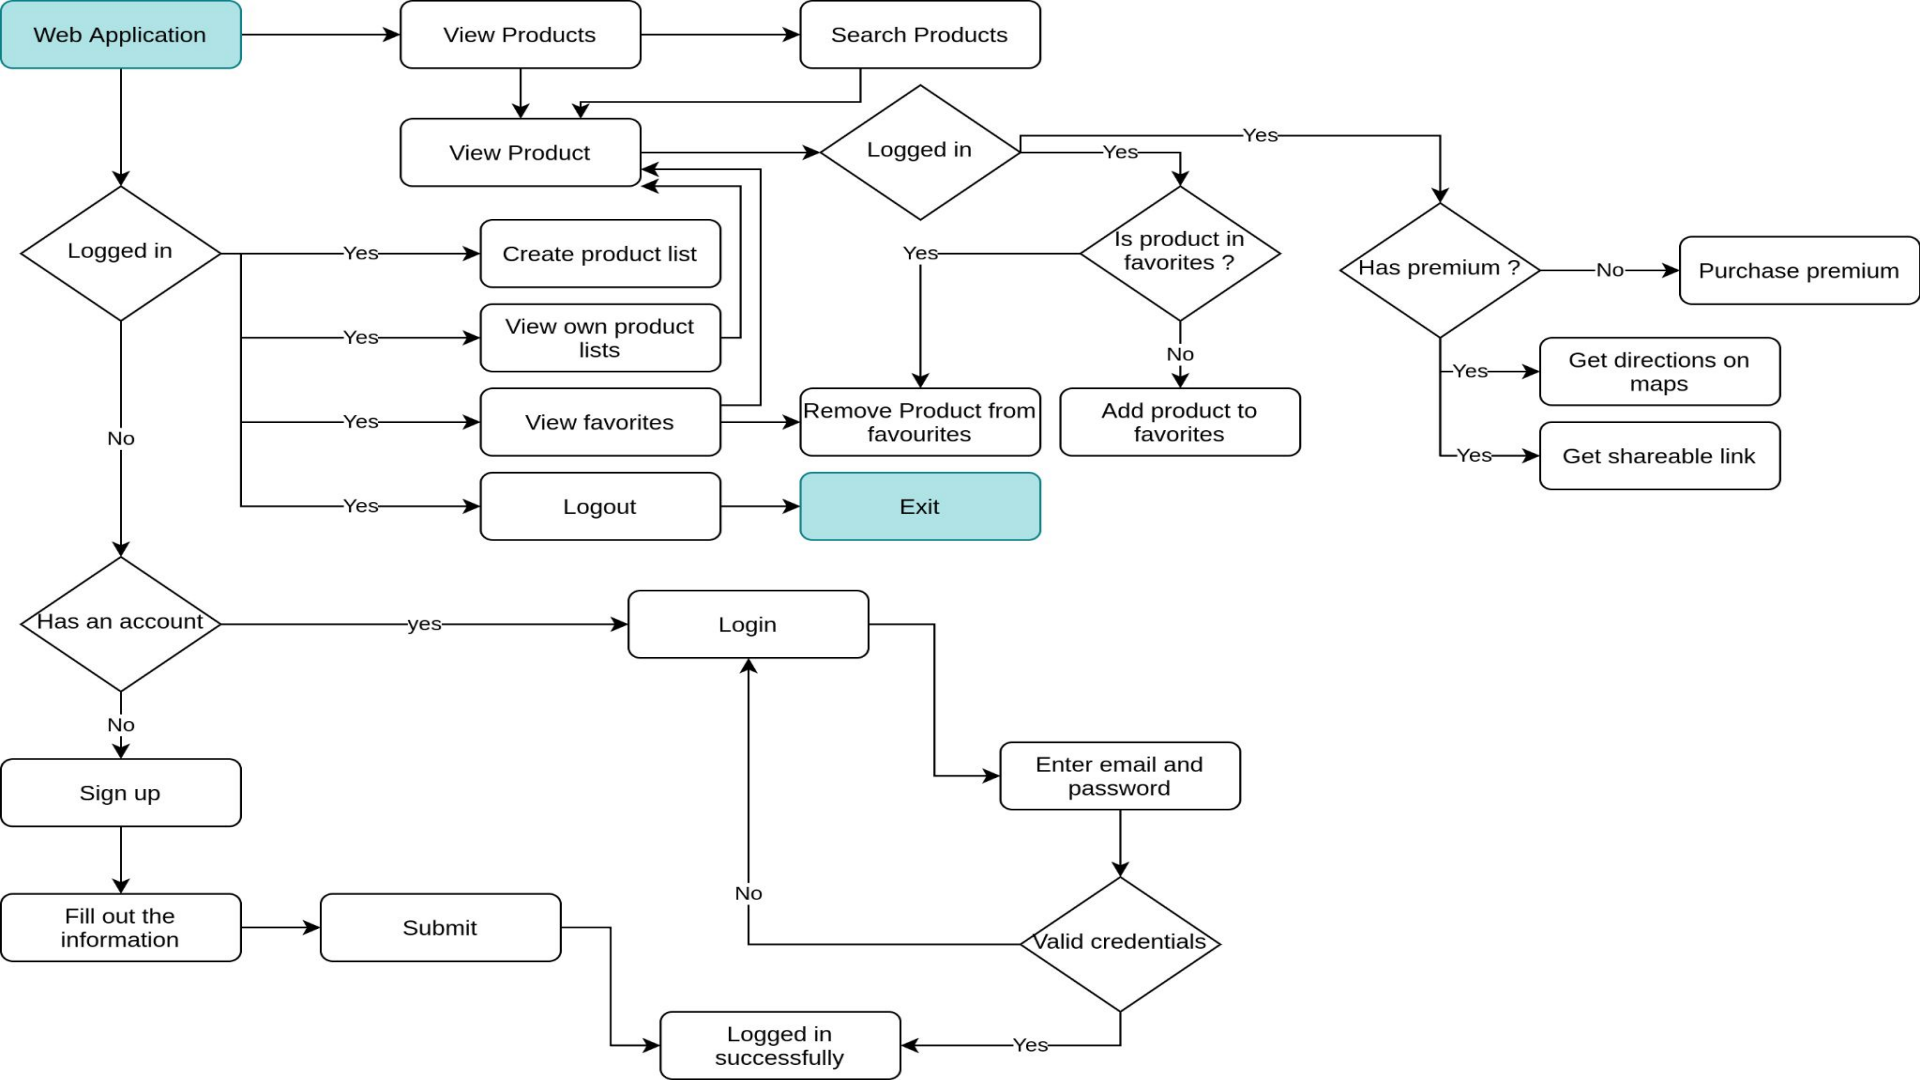 Web Application
View Products
Search Products
View Product
Logged in
Yes
Yes
Logged in
Yes
Create product list
Yes
Is product in
favorites ?
Has premium ?
No
Purchase premium
Yes
View own product
lists
No
Yes
Get directions on
maps
Yes
View favorites
Remove Product from
favourites
Add product to
favorites
No
Yes
Get shareable link
Yes
Logout
Exit
Has an account
yes
Login
No
Sign up
Enter email and
password
No
Fill out the
information
Submit
Valid credentials
Logged in
successfully
Yes